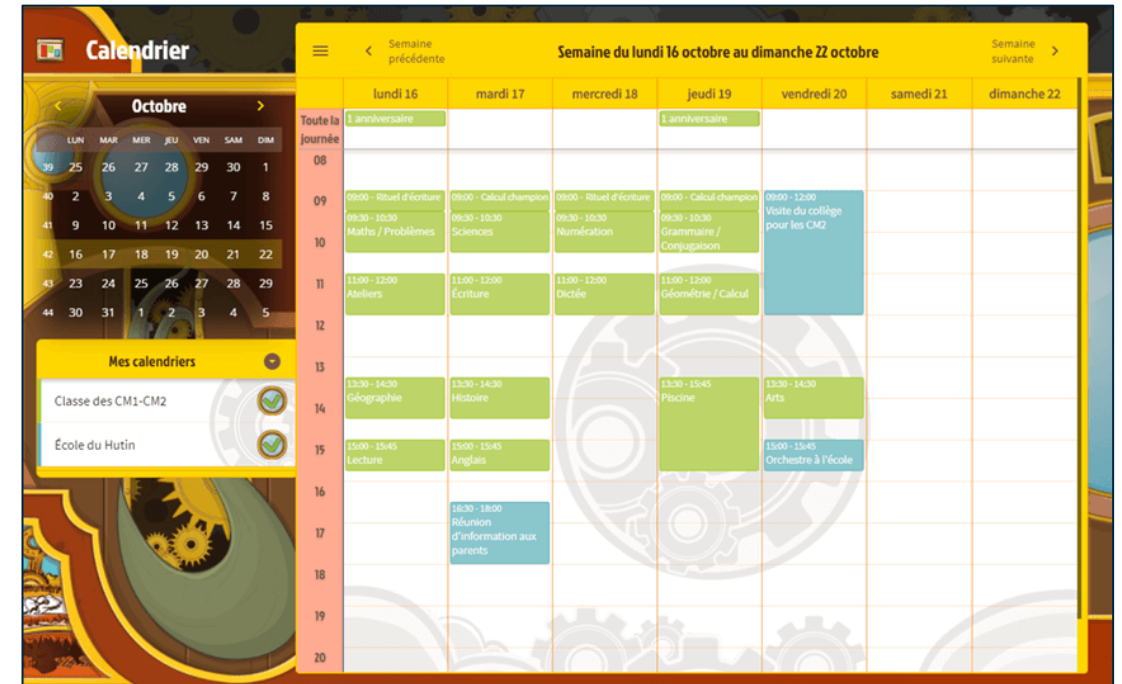 Calendrier
Octobre
LUN MAR MER JEU VEN SAM DIM
39 25 26 27 28 29 30 1
40 2 3 4 5 6 7 8
41 9 10 11 12 13 14 15
42 16 17 18 19 20 21 22
43 23 24 25 26 27 28 29
44 30 31 1 2 3 4 5
Mes calendriers
Classe des CM1-CM2
École du Hutin
Semaine
précédente
Semaine du lundi 16 octobre au dimanche 22 octobre
Semaine
suivante
lundi 16 mardi 17 mercredi 18 jeudi 19 vendredi 20 samedi 21 dimanche 22
Toute la
journée
1 anniversaire 1 anniversaire
08
09
10
11
12
13
14
15
16
17
18
19
20
09:00 - Rituel d'écriture
09:30 - 10:30
Maths / Problèmes
11:00 - 12:00
Ateliers
13:30 - 14:30
Géographie
15:00 - 15:45
Lecture
09:00 - Calcul champion
09:30 - 10:30
Sciences
11:00 - 12:00
Écriture
13:30 - 14:30
Histoire
15:00 - 15:45
Anglais
16:30 - 18:00
Réunion
d'information aux
parents
09:00 - Rituel d'écriture
09:30 - 10:30
Numération
11:00 - 12:00
Dictée
09:00 - Calcul champion
09:30 - 10:30
Grammaire /
Conjugaison
11:00 - 12:00
Géométrie / Calcul
13:30 - 15:45
Piscine
09:00 - 12:00
Visite du collège
pour les CM2
13:30 - 14:30
Arts
15:00 - 15:45
Orchestre à l'école